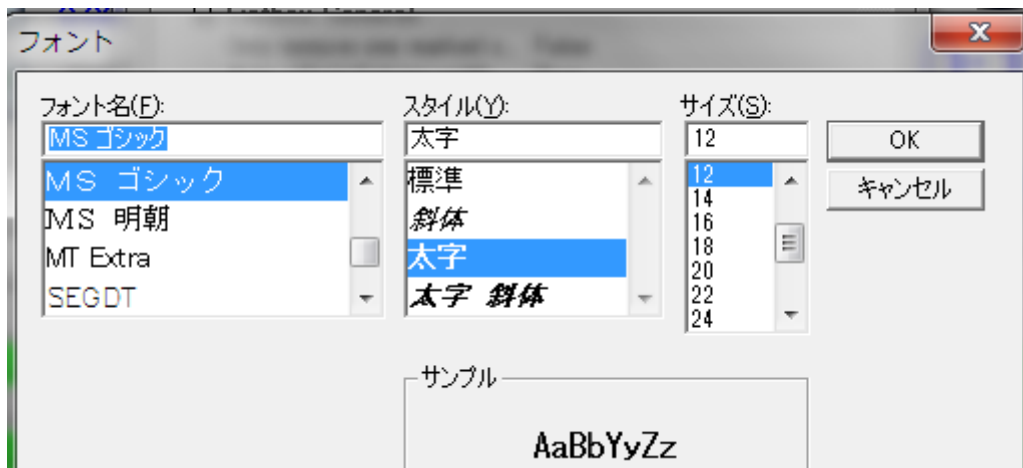 フォント
フォント名(F):
MS ゴシック
MS ゴシック
MS 明朝
MT Extra
SEGDT
スタイル(Y):
太字
標準
斜体
太字
太字 斜体
サイズ(S):
12
12
14
16
18
20
22
24
OK
キャンセル
サンプル
AaBbYyZz